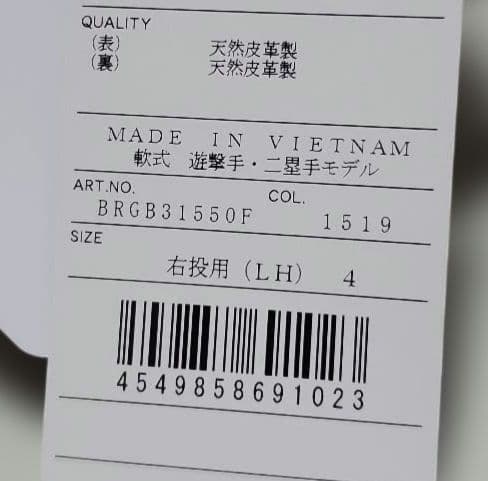 QUALITY
(表) 天然皮革製
(裏) 天然皮革製
MADE IN VIETNAM
軟式 遊撃手・二塁手モデル
ART.NO. COL.
BRGB31550F 1519
SIZE
右投用(LH) 4
4549858691023